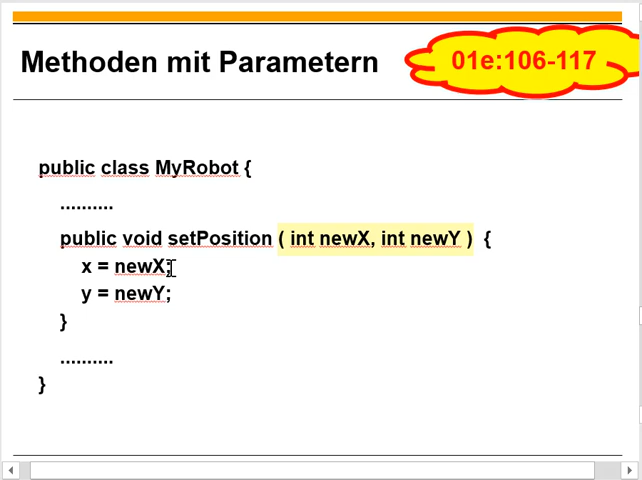 Methoden mit Parametern
01e:106-117
public class MyRobot {
..........
public void setPosition ( int newX, int newY ) {
x = newX;
y = newY;
}
..........
}